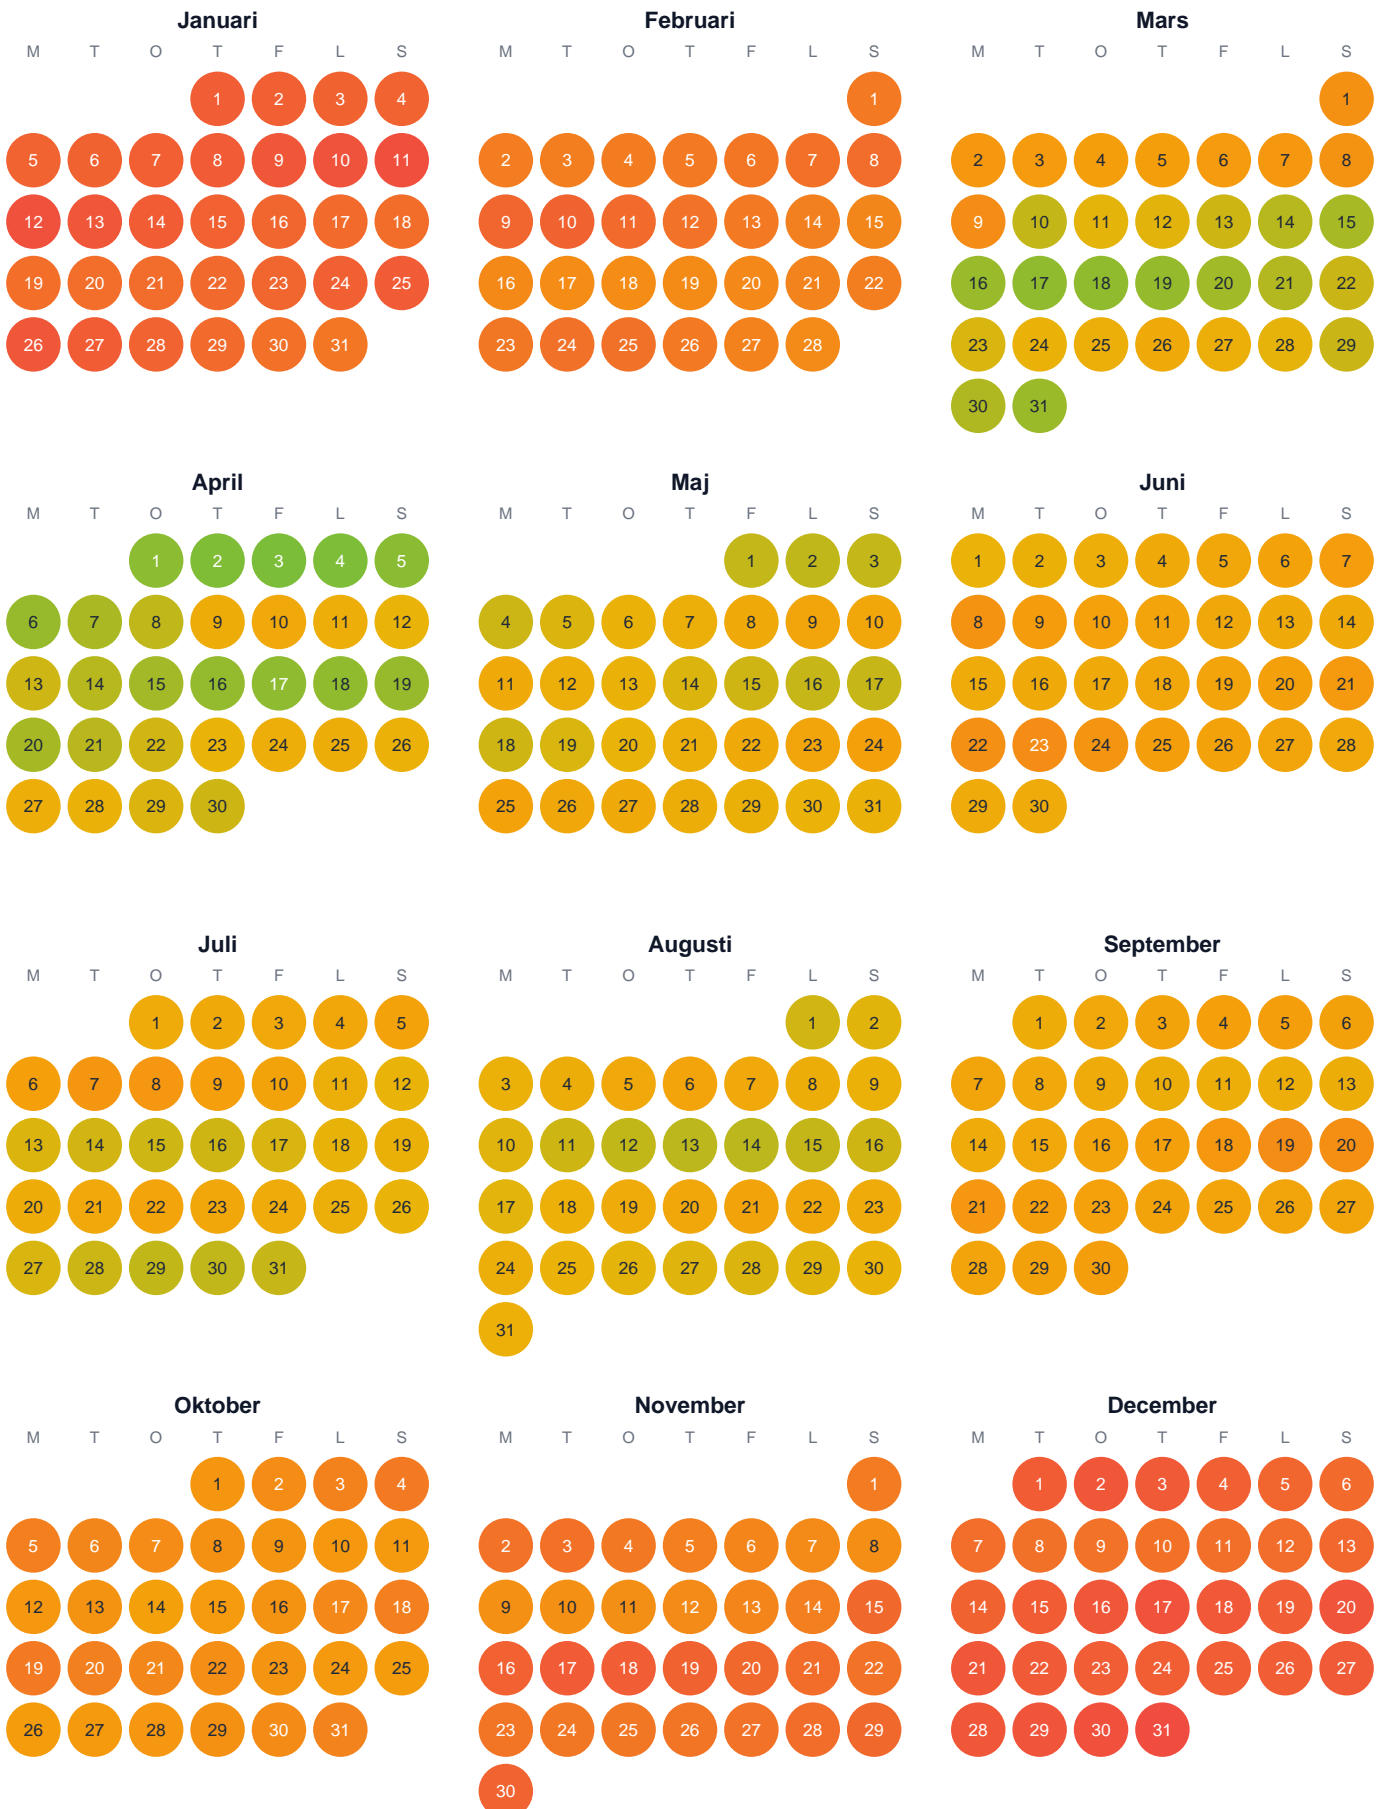 Januari Februari Mars
M T O T F L S M T O T F L S M T O T F L S
1 2 3 4 1 1
5 6 7 8 9 10 11 2 3 4 5 6 7 8 2 3 4 5 6 7 8
12 13 14 15 16 17 18 9 10 11 12 13 14 15 9 10 11 12 13 14 15
19 20 21 22 23 24 25 16 17 18 19 20 21 22 16 17 18 19 20 21 22
26 27 28 29 30 31 23 24 25 26 27 28 23 24 25 26 27 28 29
30 31
April Maj Juni
M T O T F L S M T O T F L S M T O T F L S
1 2 3 4 5 1 2 3 1 2 3 4 5 6 7
6 7 8 9 10 11 12 4 5 6 7 8 9 10 8 9 10 11 12 13 14
13 14 15 16 17 18 19 11 12 13 14 15 16 17 15 16 17 18 19 20 21
20 21 22 23 24 25 26 18 19 20 21 22 23 24 22 23 24 25 26 27 28
27 28 29 30 25 26 27 28 29 30 31 29 30
Juli Augusti September
M T O T F L S M T O T F L S M T O T F L S
1 2 3 4 5 1 2 1 2 3 4 5 6
6 7 8 9 10 11 12 3 4 5 6 7 8 9 7 8 9 10 11 12 13
13 14 15 16 17 18 19 10 11 12 13 14 15 16 14 15 16 17 18 19 20
20 21 22 23 24 25 26 17 18 19 20 21 22 23 21 22 23 24 25 26 27
27 28 29 30 31 24 25 26 27 28 29 30 28 29 30
31
Oktober November December
M T O T F L S M T O T F L S M T O T F L S
1 2 3 4 1 1 2 3 4 5 6
5 6 7 8 9 10 11 2 3 4 5 6 7 8 7 8 9 10 11 12 13
12 13 14 15 16 17 18 9 10 11 12 13 14 15 14 15 16 17 18 19 20
19 20 21 22 23 24 25 16 17 18 19 20 21 22 21 22 23 24 25 26 27
26 27 28 29 30 31 23 24 25 26 27 28 29 28 29 30 31
30